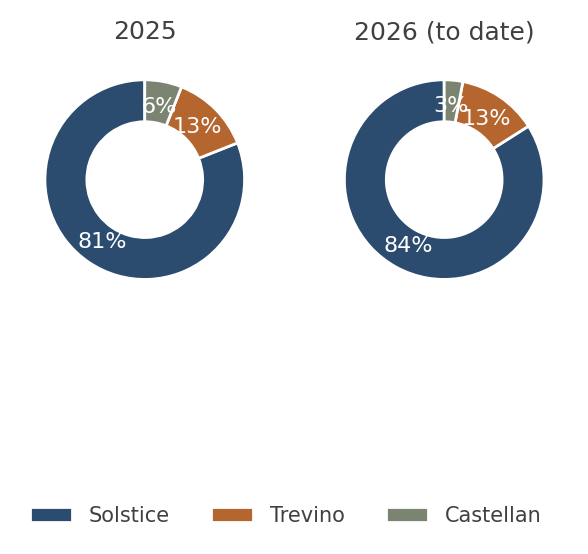 2025
2026 (to date)
6%
13%
81%
3%
13%
84%
Solstice
Trevino
Castellan